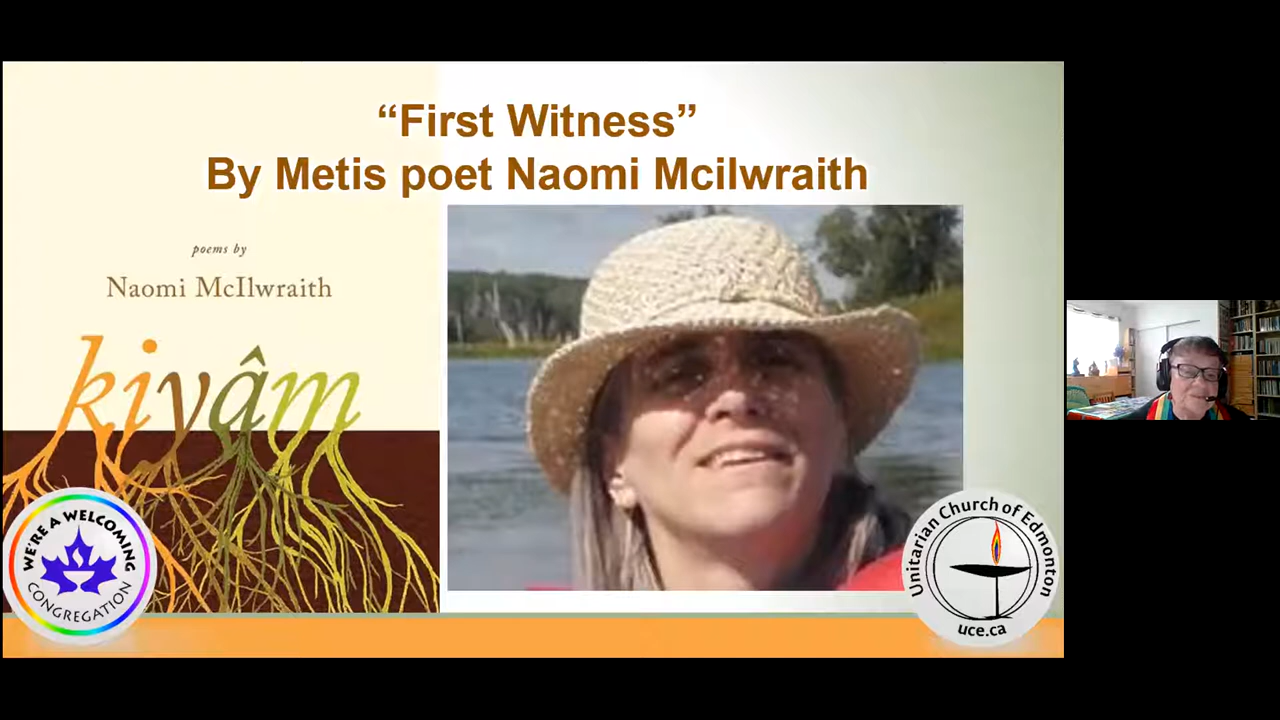 “First Witness”
By Metis poet Naomi Mcilwraith
poems by
Naomi McIlwraith
kiyâm
WE'RE A WELCOMING
CONGREGATION
Unitarian Church of Edmonton
uce.ca